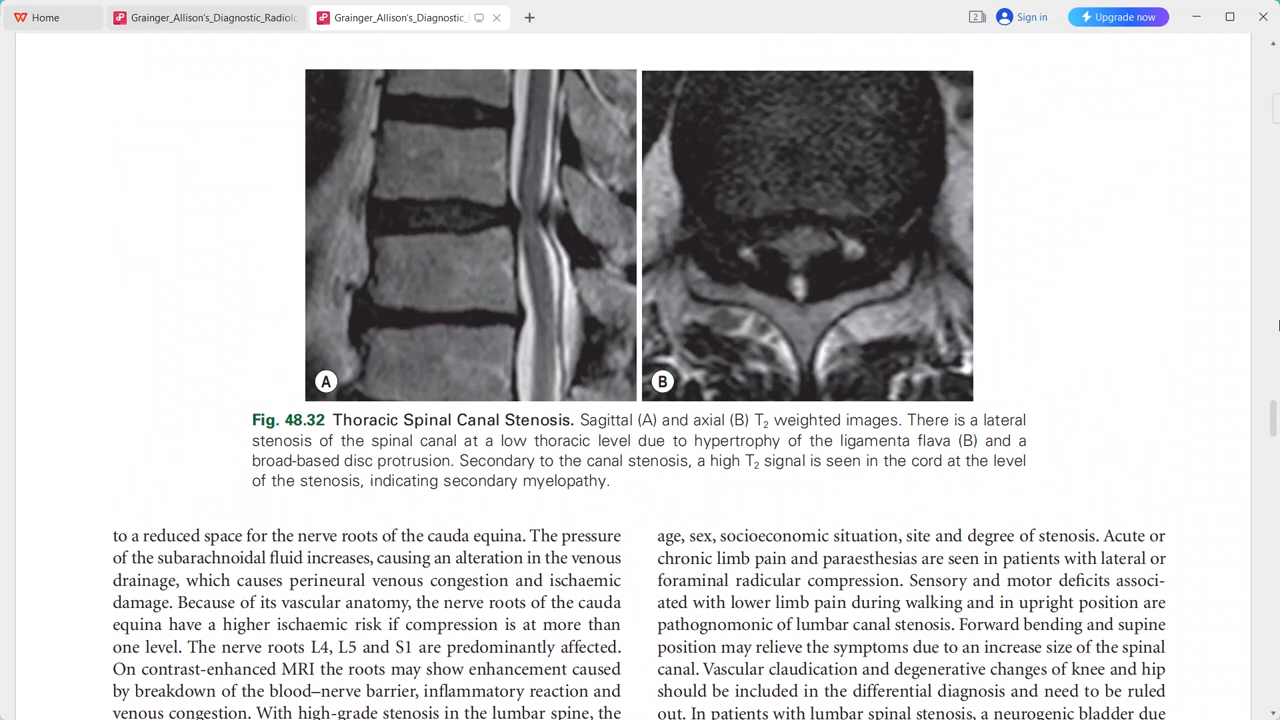 Home
Grainger_Allison's_Diagnostic_Radiolo
Grainger_Allison's_Diagnostic_
2
Sign in
Upgrade now
A
B
Fig. 48.32 Thoracic Spinal Canal Stenosis. Sagittal (A) and axial (B) T2 weighted images. There is a lateral
stenosis of the spinal canal at a low thoracic level due to hypertrophy of the ligamenta flava (B) and a
broad-based disc protrusion. Secondary to the canal stenosis, a high T2 signal is seen in the cord at the level
of the stenosis, indicating secondary myelopathy.
to a reduced space for the nerve roots of the cauda equina. The pressure
of the subarachnoidal fluid increases, causing an alteration in the venous
drainage, which causes perineural venous congestion and ischaemic
damage. Because of its vascular anatomy, the nerve roots of the cauda
equina have a higher ischaemic risk if compression is at more than
one level. The nerve roots L4, L5 and S1 are predominantly affected.
On contrast-enhanced MRI the roots may show enhancement caused
by breakdown of the blood–nerve barrier, inflammatory reaction and
venous congestion. With high-grade stenosis in the lumbar spine, the
age, sex, socioeconomic situation, site and degree of stenosis. Acute or
chronic limb pain and paraesthesias are seen in patients with lateral or
foraminal radicular compression. Sensory and motor deficits associ-
ated with lower limb pain during walking and in upright position are
pathognomonic of lumbar canal stenosis. Forward bending and supine
position may relieve the symptoms due to an increase size of the spinal
canal. Vascular claudication and degenerative changes of knee and hip
should be included in the differential diagnosis and need to be ruled
out. In patients with lumbar spinal stenosis, a neurogenic bladder due